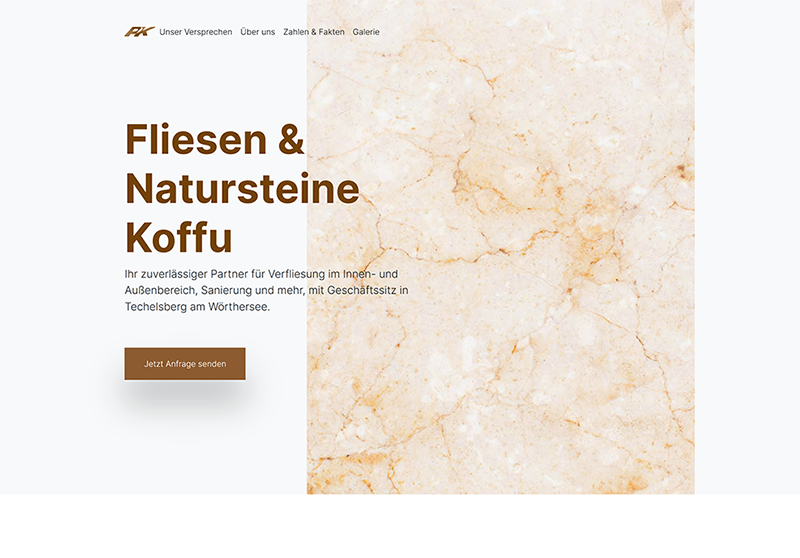 PK Unser Versprechen Über uns Zahlen & Fakten Galerie
Fliesen &
Natursteine
Koffu
Ihr zuverlässiger Partner für Verfliesung im Innen- und
Außenbereich, Sanierung und mehr, mit Geschäftssitz in
Techelsberg am Wörthersee.
Jetzt Anfrage senden